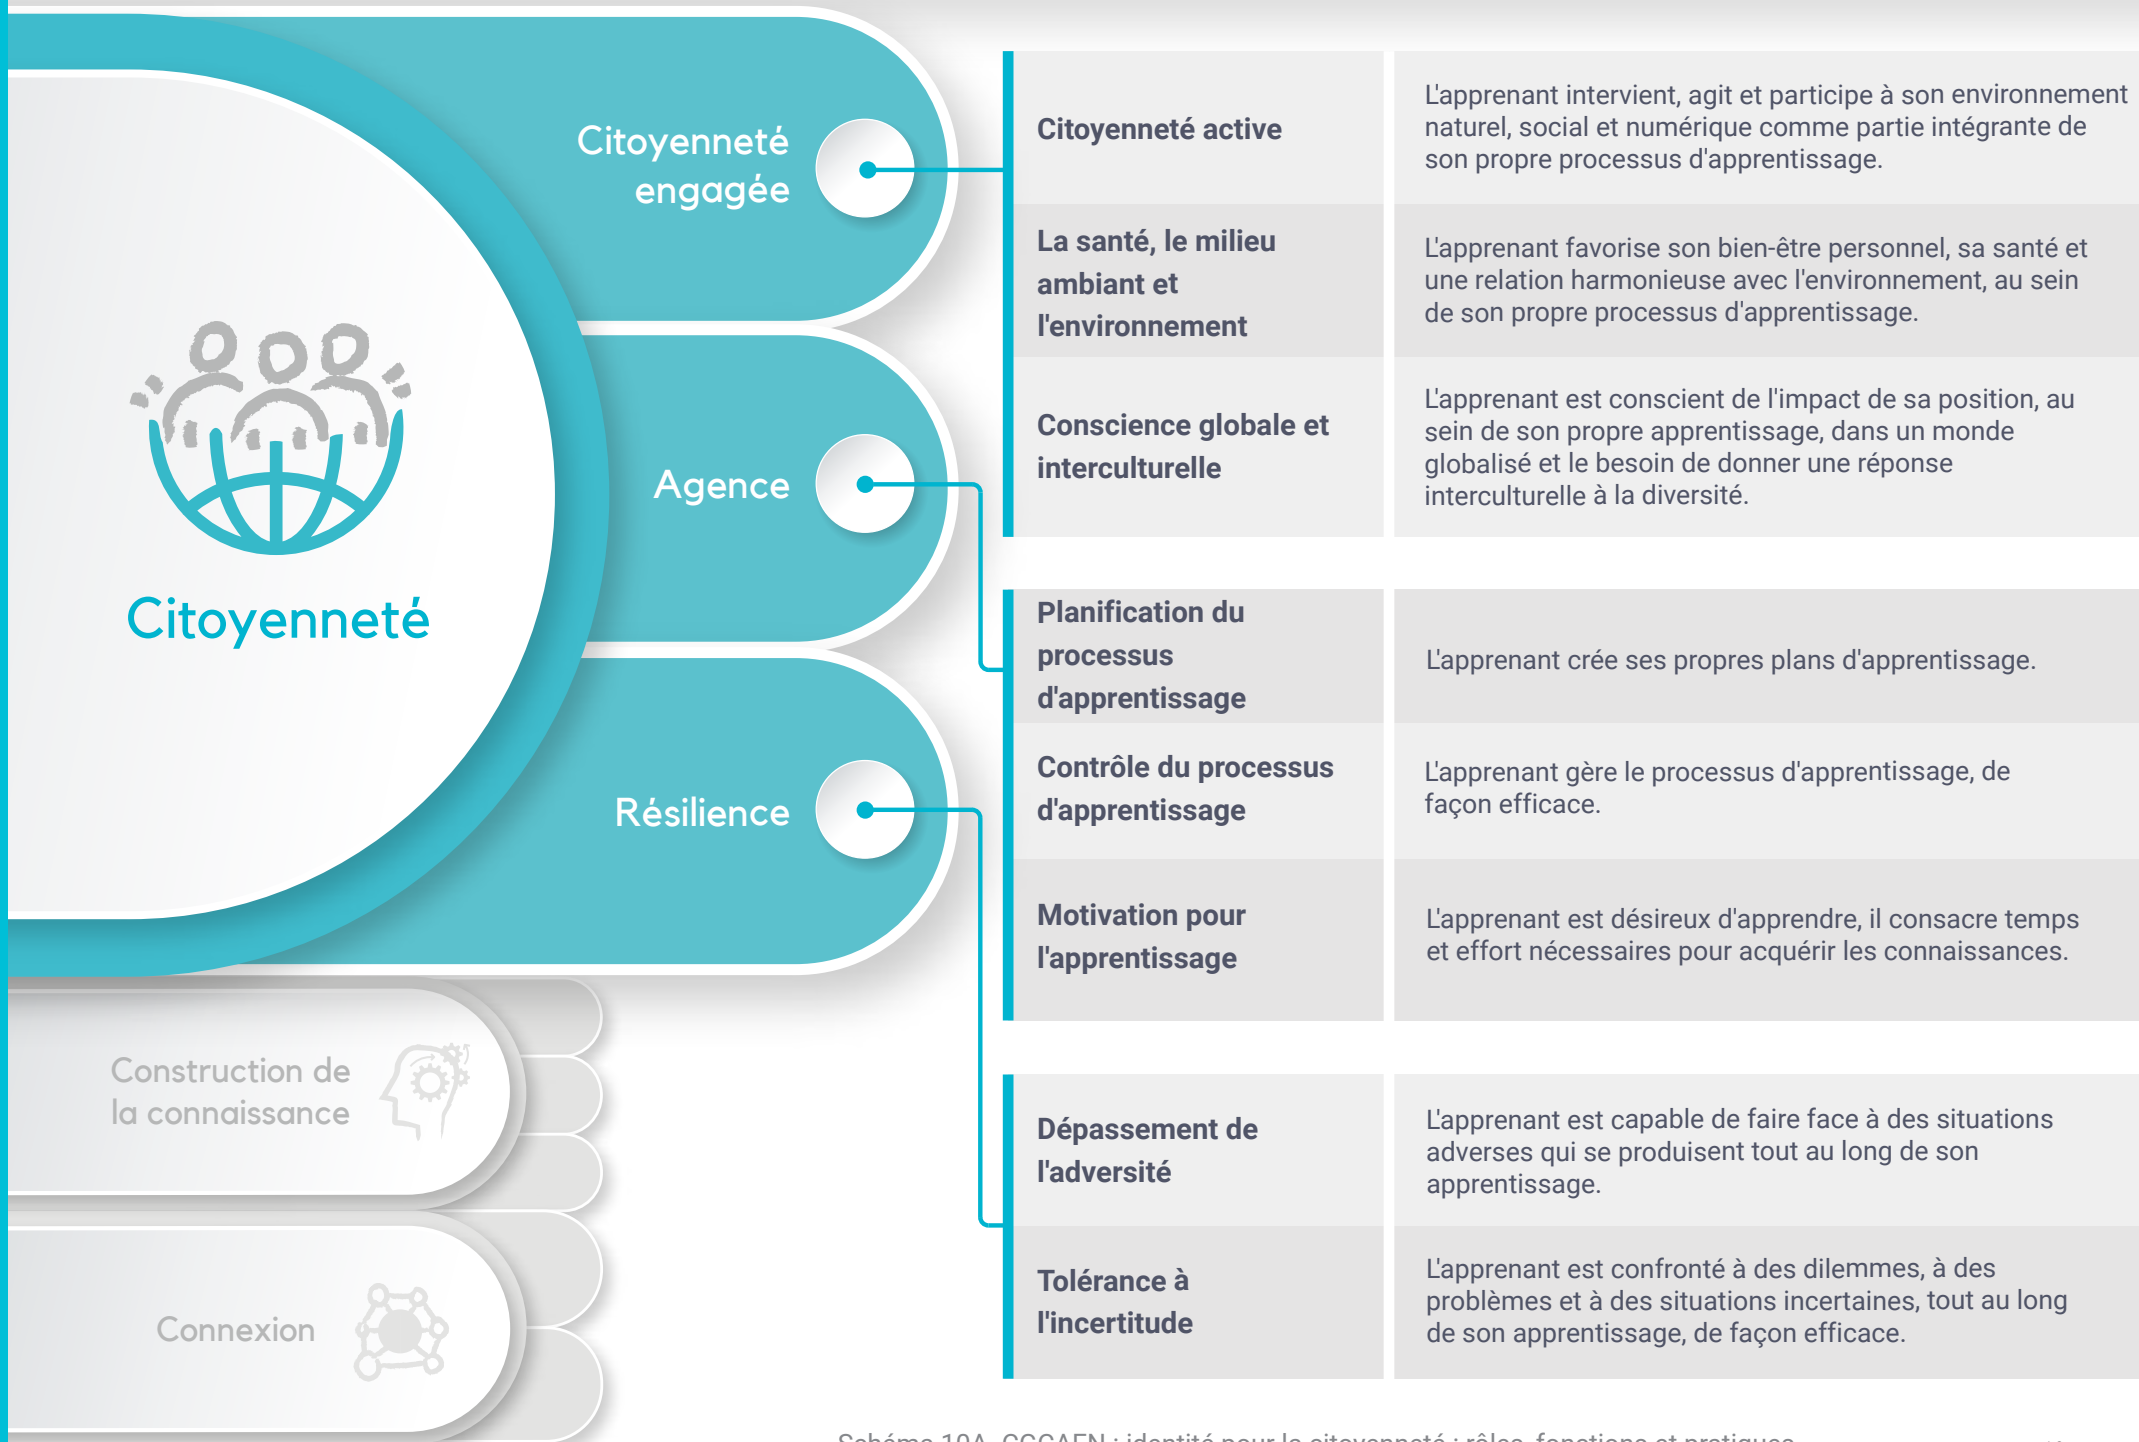 Citoyenneté
Citoyenneté
engagée
Citoyenneté active
L'apprenant intervient, agit et participe à son environnement
naturel, social et numérique comme partie intégrante de
son propre processus d'apprentissage.
La santé, le milieu
ambiant et
l'environnement
L'apprenant favorise son bien-être personnel, sa santé et
une relation harmonieuse avec l'environnement, au sein
de son propre processus d'apprentissage.
Conscience globale et
interculturelle
L'apprenant est conscient de l'impact de sa position, au
sein de son propre apprentissage, dans un monde
globalisé et le besoin de donner une réponse
interculturelle à la diversité.
Agence
Planification du
processus
d'apprentissage
L'apprenant crée ses propres plans d'apprentissage.
Contrôle du processus
d'apprentissage
L'apprenant gère le processus d'apprentissage, de
façon efficace.
Motivation pour
l'apprentissage
L'apprenant est désireux d'apprendre, il consacre temps
et effort nécessaires pour acquérir les connaissances.
Résilience
Dépassement de
l'adversité
L'apprenant est capable de faire face à des situations
adverses qui se produisent tout au long de son
apprentissage.
Tolérance à
l'incertitude
L'apprenant est confronté à des dilemmes, à des
problèmes et à des situations incertaines, tout au long
de son apprentissage, de façon efficace.
Construction de
la connaissance
Connexion
identité pour la citoyenneté : rôles, fonctions et pratiques